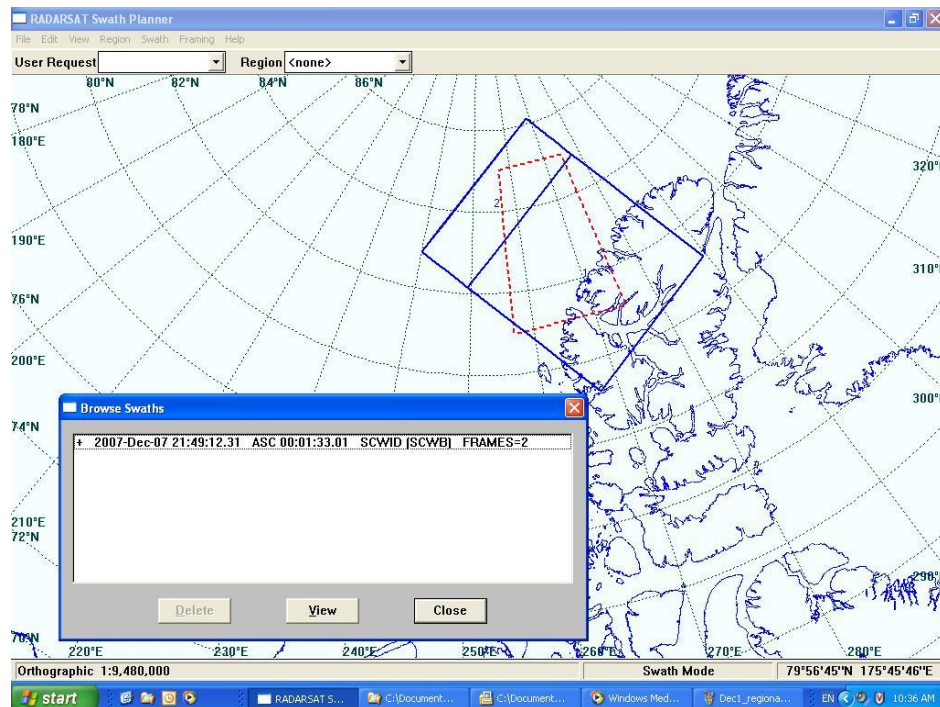 RADARSAT Swath Planner
File Edit View Region Swath Framing Help
User Request Region <none>
80°N 82°N 84°N 86°N
78°N
180°E
320°
190°E
2
310°
76°N
200°E
300°
74°N
210°E
72°N
290°
70°N
220°E 230°E 240°E 250°E 260°E 270°E 280°E
Browse Swaths
+ 2007-Dec-07 21:49:12.31 ASC 00:01:33.01 SCWID (SCWB) FRAMES=2
Delete View Close
Orthographic 1:9,480,000 Swath Mode 79°56'45"N 175°45'46"E
start RADARSAT S... C:\Document... C:\Document... Windows Med... Dec1_regiona... EN 10:36 AM